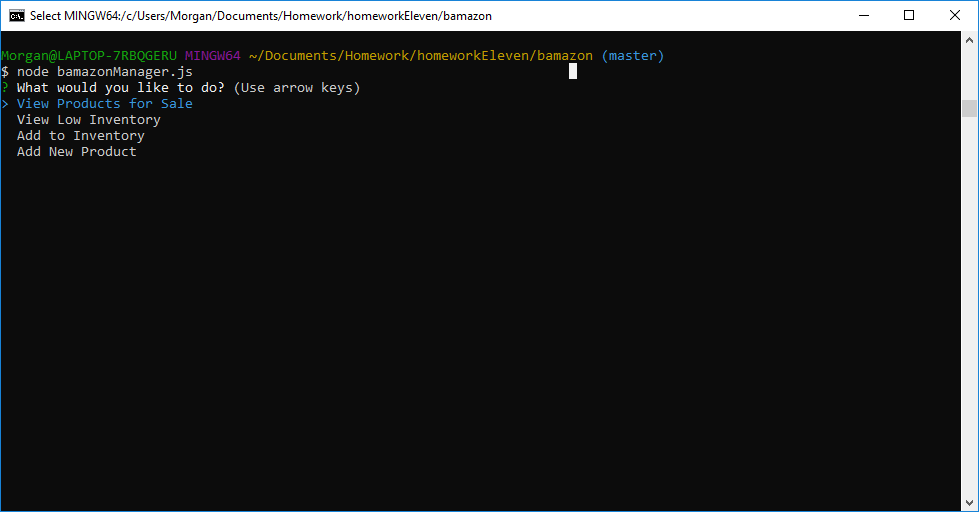 Select MINGW64:/c/Users/Morgan/Documents/Homework/homeworkEleven/bamazon
Morgan@LAPTOP-7RBQGERU MINGW64 ~/Documents/Homework/homeworkEleven/bamazon (master)
$ node bamazonManager.js
? What would you like to do? (Use arrow keys)
> View Products for Sale
View Low Inventory
Add to Inventory
Add New Product